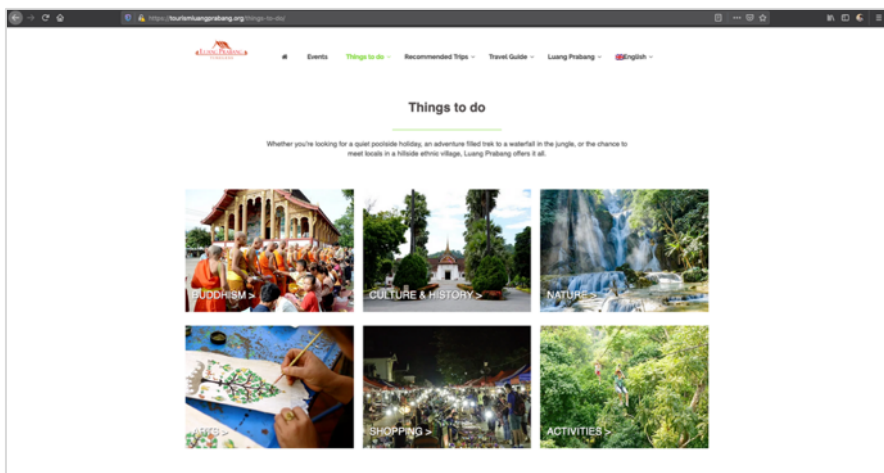 https://tourismluangprabang.org/things-to-do/
LUANG PRABANG
Events
Things to do
Recommended Trips
Travel Guide
Luang Prabang
English
Things to do
Whether you're looking for a quiet poolside holiday, an adventure filled trek to a waterfall in the jungle, or the chance to
meet locals in a hillside ethnic village, Luang Prabang offers it all.
BUDDHISM >
CULTURE & HISTORY >
NATURE >
ARTS >
SHOPPING >
ACTIVITIES >